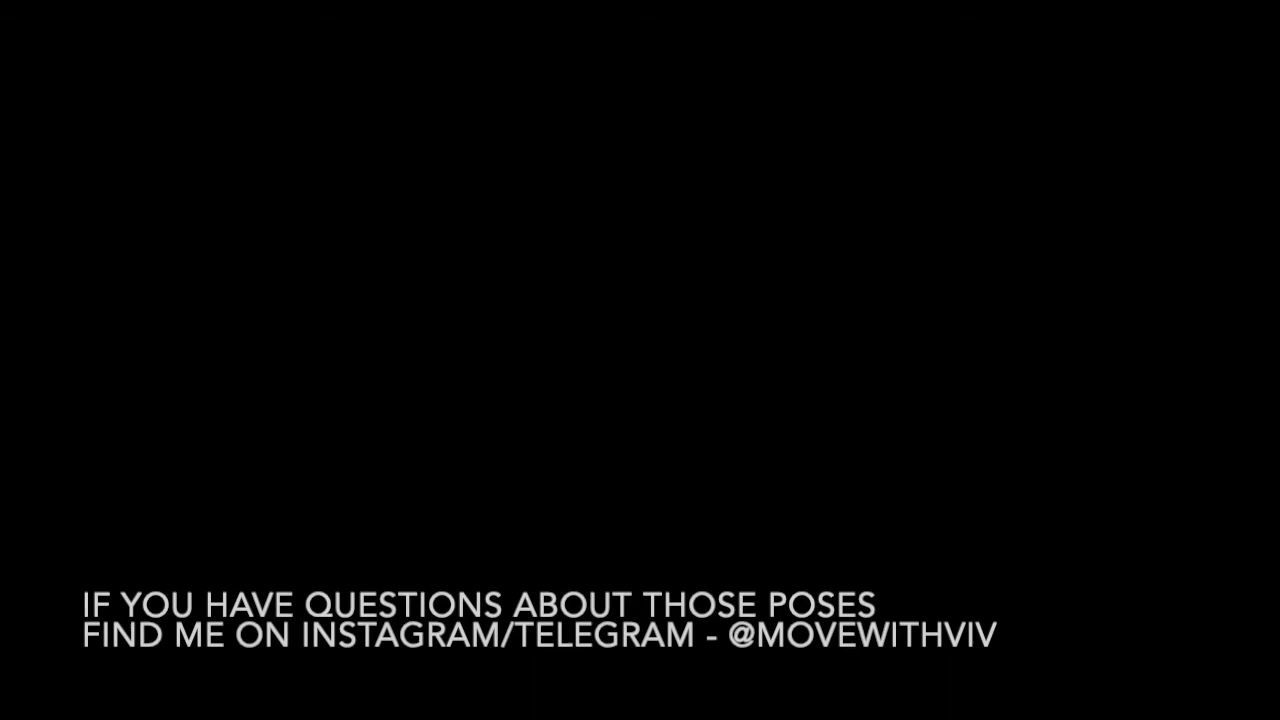 IF YOU HAVE QUESTIONS ABOUT THOSE POSES
FIND ME ON INSTAGRAM/TELEGRAM - @MOVEWITHVIV